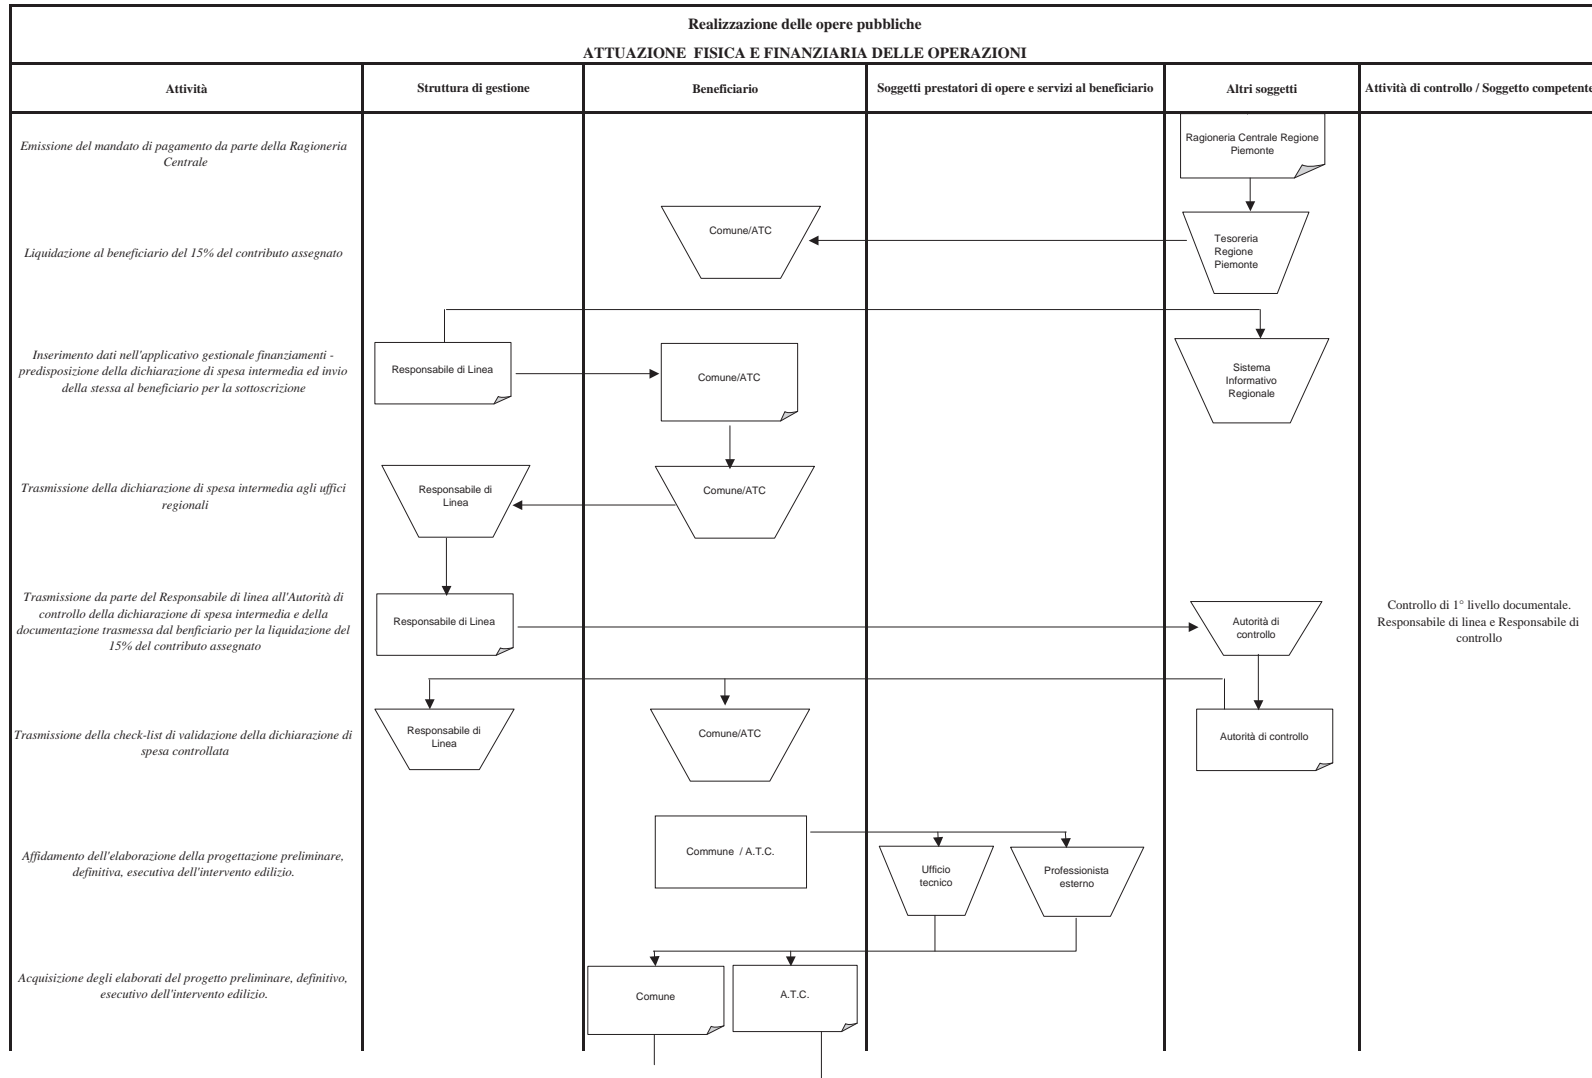 Realizzazione delle opere pubbliche
ATTUAZIONE FISICA E FINANZIARIA DELLE OPERAZIONI
Attività
Struttura di gestione
Beneficiario
Soggetti prestatori di opere e servizi al beneficiario
Altri soggetti
Attività di controllo / Soggetto competente
Emissione del mandato di pagamento da parte della Ragioneria
Centrale
Ragioneria Centrale Regione
Piemonte
Liquidazione al beneficiario del 15% del contributo assegnato
Comune/ATC
Tesoreria
Regione
Piemonte
Inserimento dati nell'applicativo gestionale finanziamenti -
predisposizione della dichiarazione di spesa intermedia ed invio
della stessa al beneficiario per la sottoscrizione
Responsabile di Linea
Comune/ATC
Sistema
Informativo
Regionale
Trasmissione della dichiarazione di spesa intermedia agli uffici
regionali
Responsabile di
Linea
Comune/ATC
Trasmissione da parte del Responsabile di linea all'Autorità di
controllo della dichiarazione di spesa intermedia e della
documentazione trasmessa dal benficiario per la liquidazione del
15% del contributo assegnato
Responsabile di Linea
Autorità di
controllo
Controllo di 1° livello documentale.
Responsabile di linea e Responsabile di
controllo
Trasmissione della check-list di validazione della dichiarazione di
spesa controllata
Responsabile di
Linea
Comune/ATC
Autorità di controllo
Affidamento dell'elaborazione della progettazione preliminare,
definitiva, esecutiva dell'intervento edilizio.
Commune / A.T.C.
Ufficio
tecnico
Professionista
esterno
Acquisizione degli elaborati del progetto preliminare, definitivo,
esecutivo dell'intervento edilizio.
Comune
A.T.C.